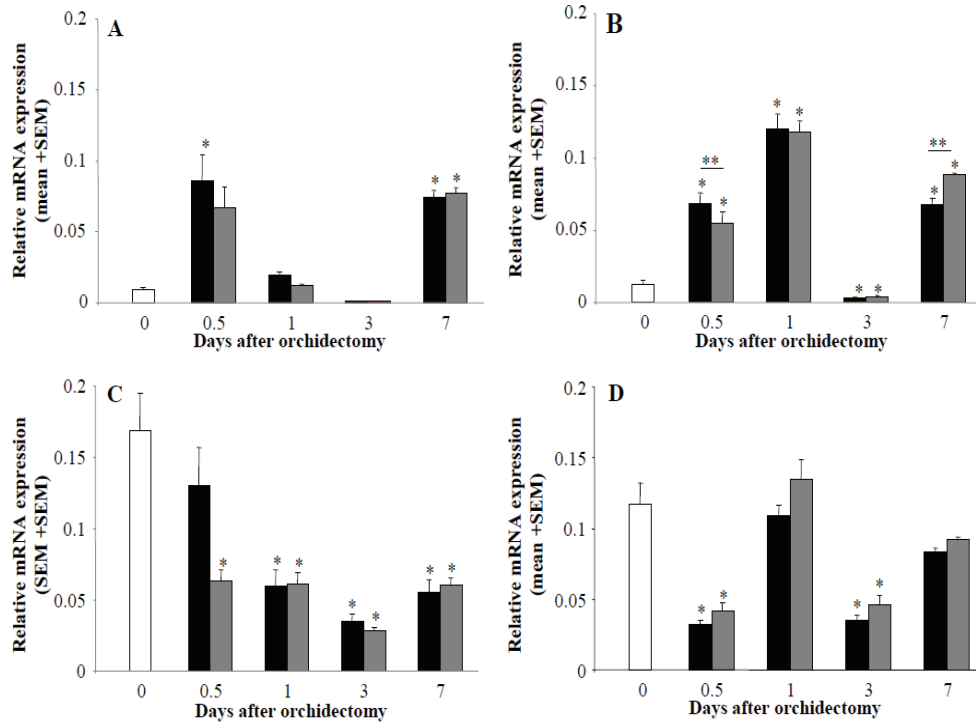 A
Relative mRNA expression
(mean +SEM)
0.2
0.15
0.1
0.05
0
*
* *
0 0.5 1 3 7
Days after orchidectomy
B
Relative mRNA expression
(mean +SEM)
0.2
0.15
0.1
0.05
0
**
* *
* *
* *
**
* *
0 0.5 1 3 7
Days after orchidectomy
C
Relative mRNA expression
(SEM +SEM)
0.2
0.15
0.1
0.05
0
*
* *
* *
* *
0 0.5 1 3 7
Days after orchidectomy
D
Relative mRNA expression
(mean +SEM)
0.2
0.15
0.1
0.05
0
* *
* *
0 0.5 1 3 7
Days after orchidectomy